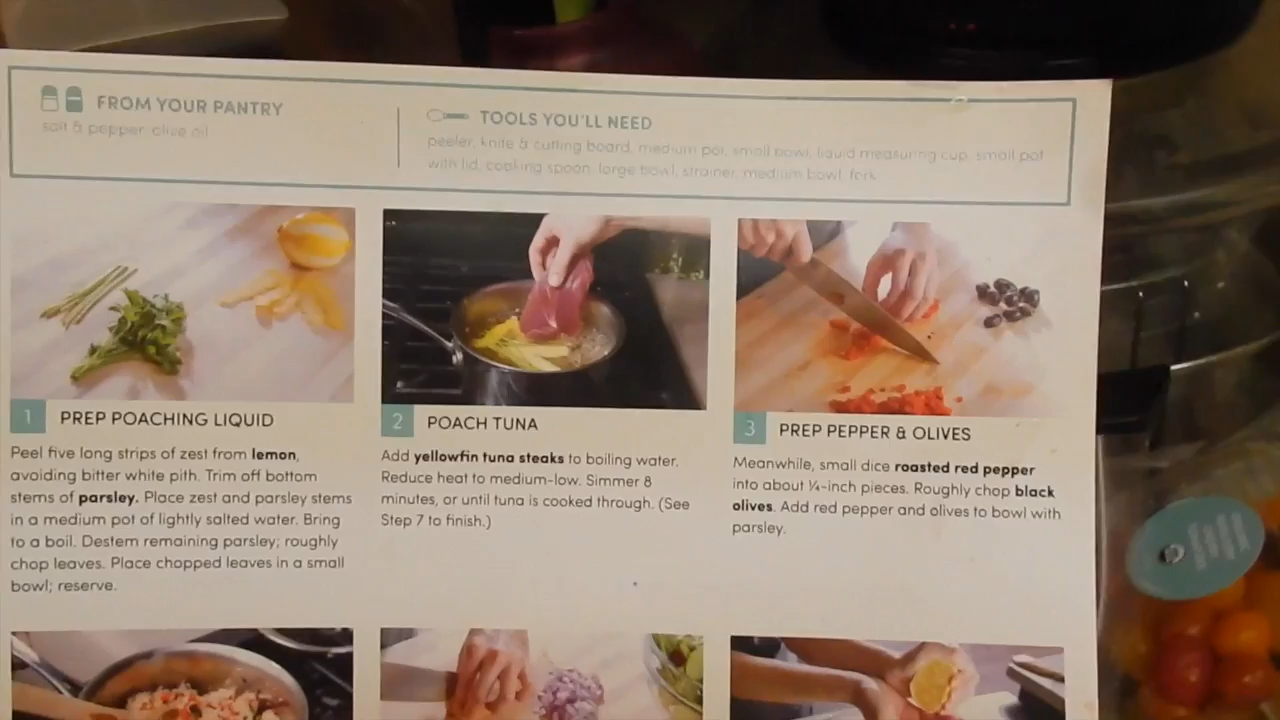 FROM YOUR PANTRY
salt & pepper, olive oil
TOOLS YOU'LL NEED
peeler, knife & cutting board, medium pot, small bowl, liquid measuring cup, small pot
with lid, cooking spoon, large bowl, strainer, medium bowl, fork
1 PREP POACHING LIQUID
Peel five long strips of zest from lemon,
avoiding bitter white pith. Trim off bottom
stems of parsley. Place zest and parsley stems
in a medium pot of lightly salted water. Bring
to a boil. Destem remaining parsley; roughly
chop leaves. Place chopped leaves in a small
bowl; reserve.
2 POACH TUNA
Add yellowfin tuna steaks to boiling water.
Reduce heat to medium-low. Simmer 8
minutes, or until tuna is cooked through. (See
Step 7 to finish.)
3 PREP PEPPER & OLIVES
Meanwhile, small dice roasted red pepper
into about ¼-inch pieces. Roughly chop black
olives. Add red pepper and olives to bowl with
parsley.